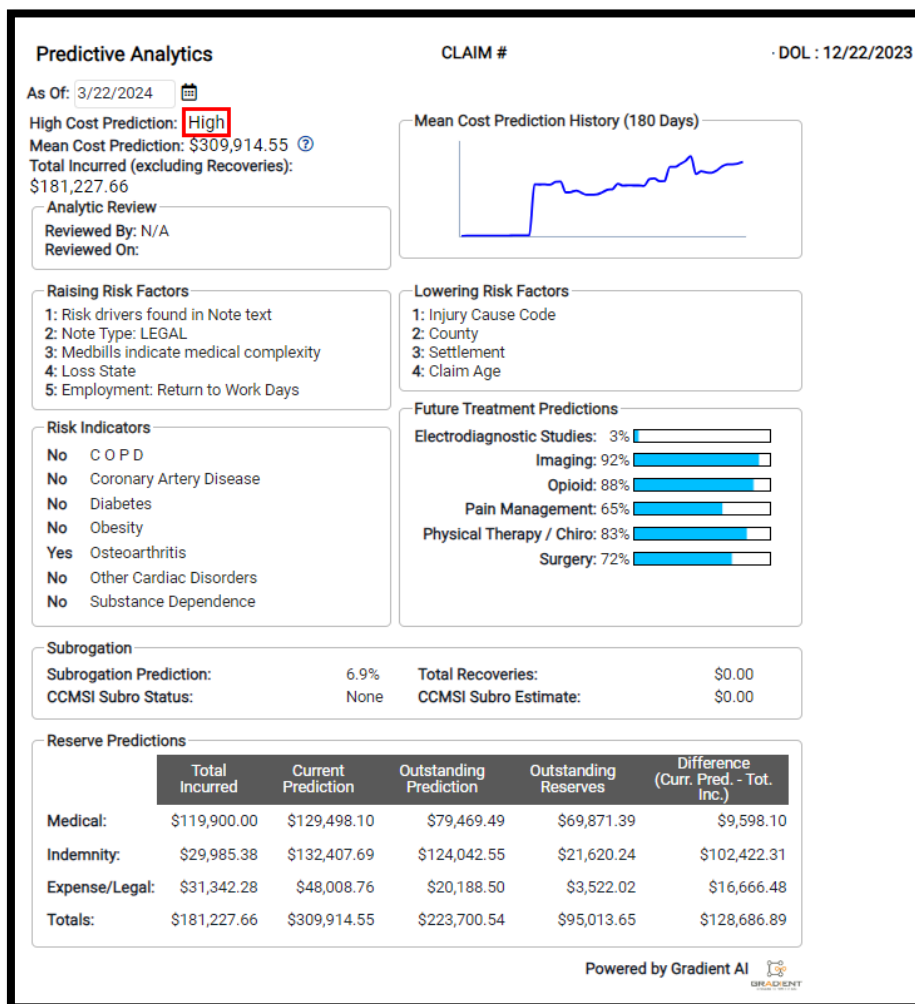 Predictive Analytics CLAIM # · DOL : 12/22/2023
As Of: 3/22/2024
High Cost Prediction: High
Mean Cost Prediction: $309,914.55 ?
Total Incurred (excluding Recoveries):
$181,227.66
Mean Cost Prediction History (180 Days)
Analytic Review
Reviewed By: N/A
Reviewed On:
Raising Risk Factors
1: Risk drivers found in Note text
2: Note Type: LEGAL
3: Medbills indicate medical complexity
4: Loss State
5: Employment: Return to Work Days
Lowering Risk Factors
1: Injury Cause Code
2: County
3: Settlement
4: Claim Age
Risk Indicators
No C O P D
No Coronary Artery Disease
No Diabetes
No Obesity
Yes Osteoarthritis
No Other Cardiac Disorders
No Substance Dependence
Future Treatment Predictions
Electrodiagnostic Studies: 3%
Imaging: 92%
Opioid: 88%
Pain Management: 65%
Physical Therapy / Chiro: 83%
Surgery: 72%
Subrogation
Subrogation Prediction: 6.9% Total Recoveries: $0.00
CCMSI Subro Status: None CCMSI Subro Estimate: $0.00
Reserve Predictions
Total Incurred Current Prediction Outstanding Prediction Outstanding Reserves Difference (Curr. Pred. - Tot. Inc.)
Medical: $119,900.00 $129,498.10 $79,469.49 $69,871.39 $9,598.10
Indemnity: $29,985.38 $132,407.69 $124,042.55 $21,620.24 $102,422.31
Expense/Legal: $31,342.28 $48,008.76 $20,188.50 $3,522.02 $16,666.48
Totals: $181,227.66 $309,914.55 $223,700.54 $95,013.65 $128,686.89
Powered by Gradient AI
GRADIENT